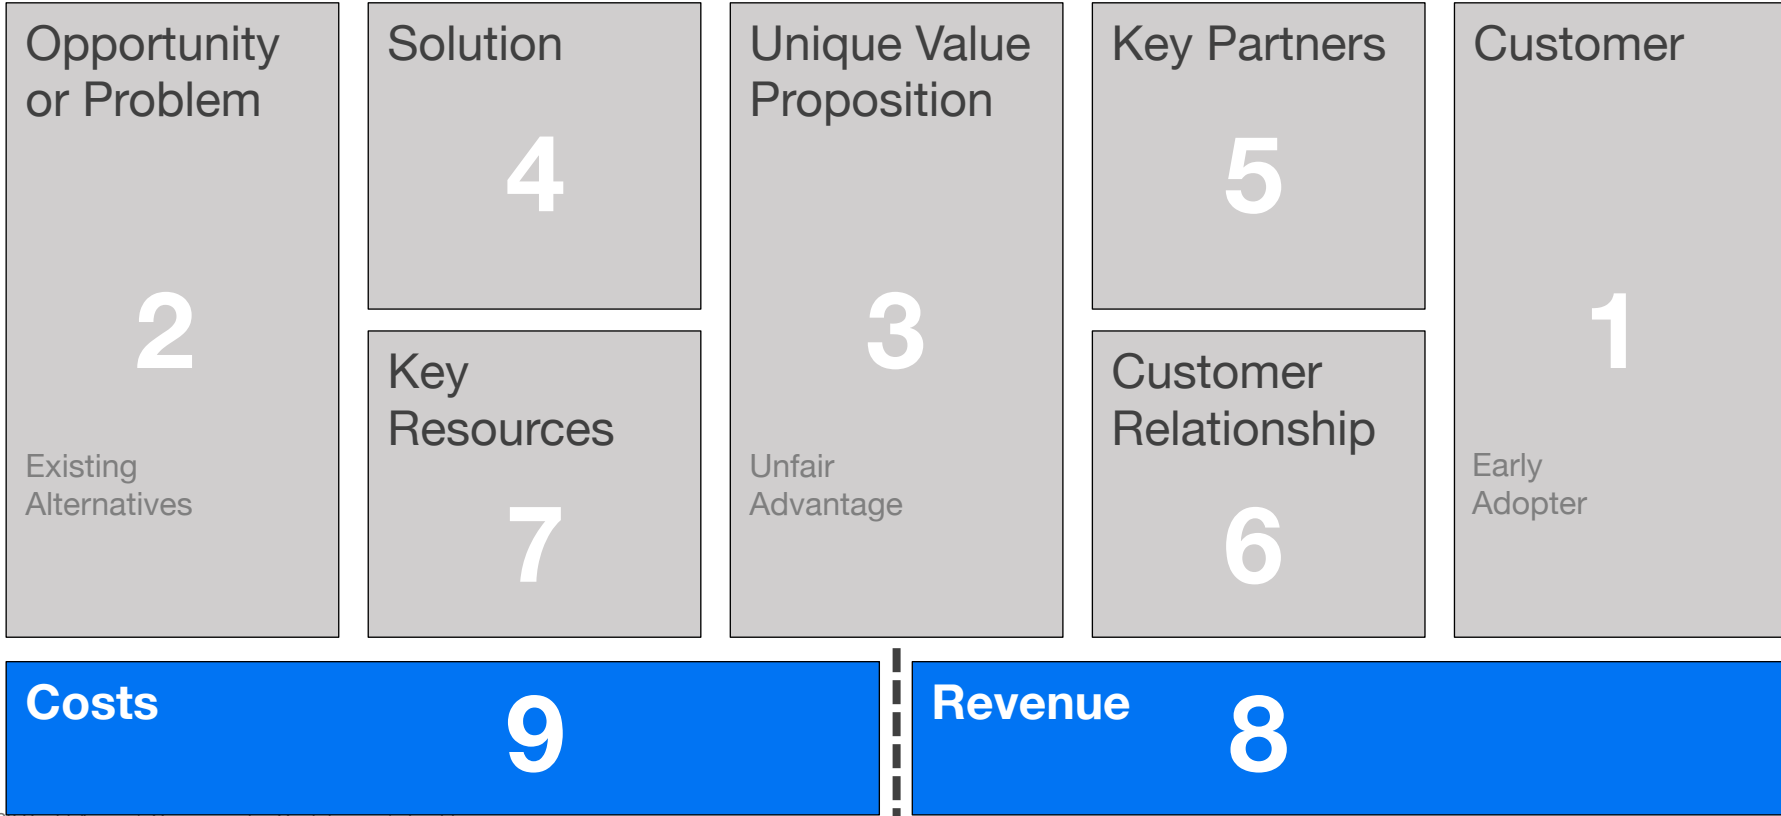 Opportunity
or Problem
2
Existing
Alternatives
Solution
4
Key
Resources
7
Unique Value
Proposition
3
Unfair
Advantage
Key Partners
5
Customer
Relationship
6
Customer
1
Early
Adopter
Costs
9
Revenue
8